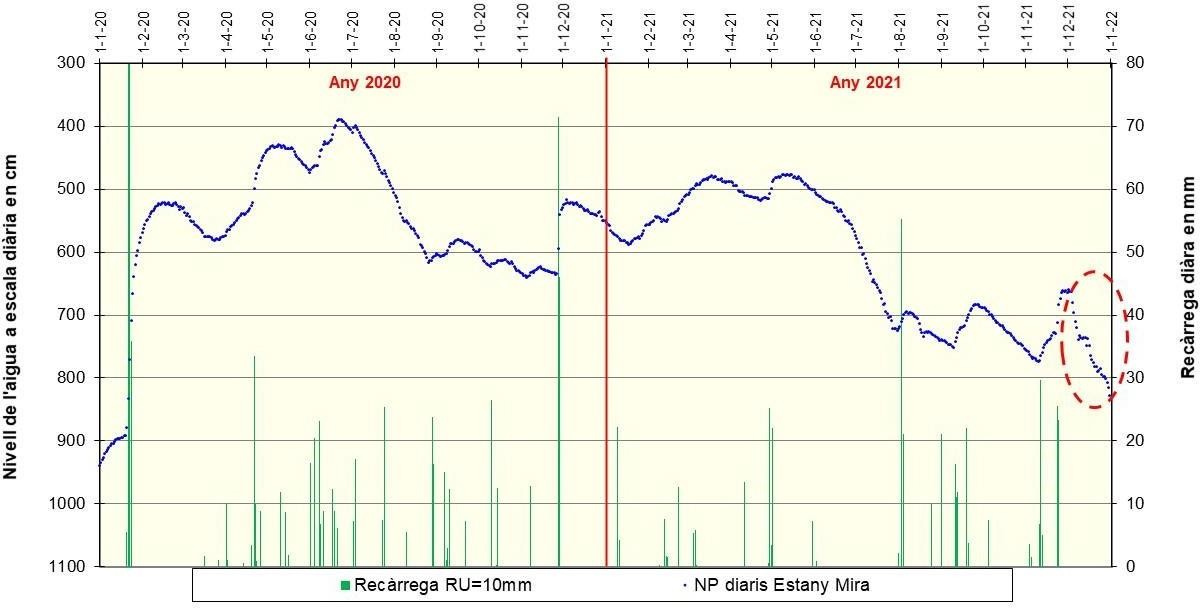 1-1-20 1-2-20 1-3-20 1-4-20 1-5-20 1-6-20 1-7-20 1-8-20 1-9-20 1-10-20 1-11-20 1-12-20 1-1-21 1-2-21 1-3-21 1-4-21 1-5-21 1-6-21 1-7-21 1-8-21 1-9-21 1-10-21 1-11-21 1-12-21 1-1-22
Nivell de l'aigua a escala diària en cm
300
400
500
600
700
800
900
1000
1100
Any 2020
Any 2021
80
70
60
50
40
30
20
10
0
Recàrrega diàra en mm
Recàrrega RU=10mm
NP diaris Estany Mira